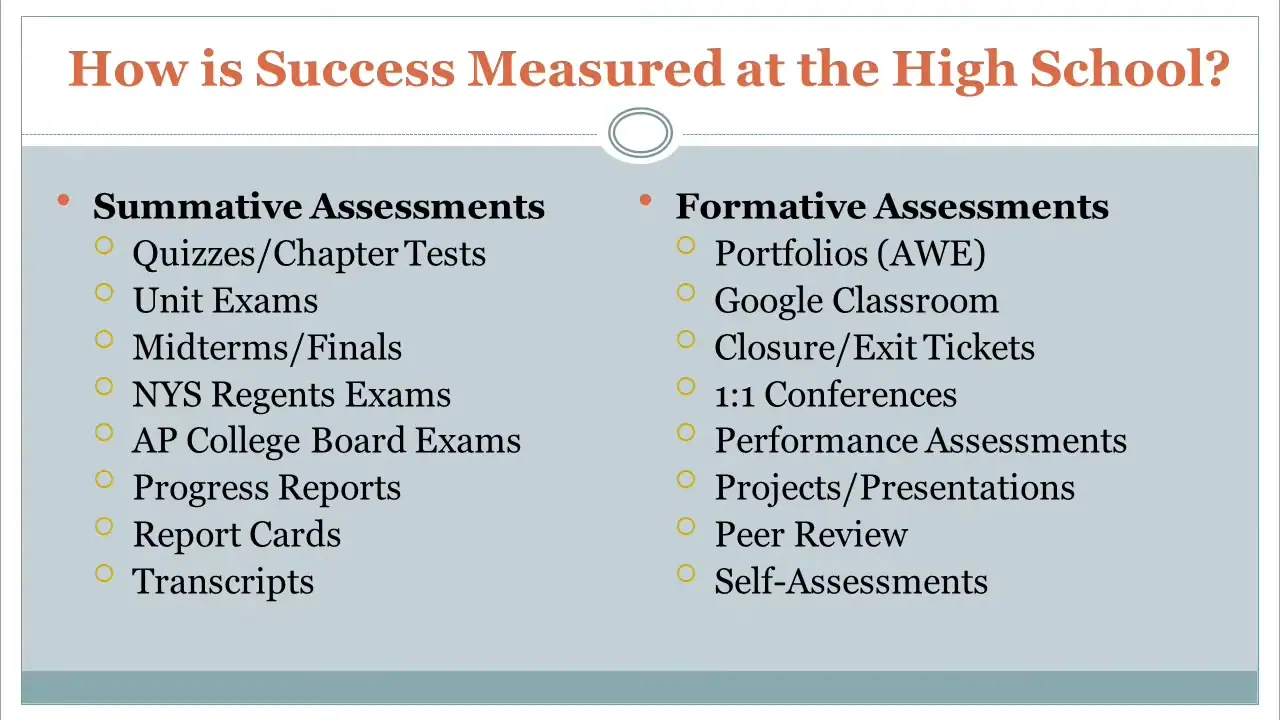 How is Success Measured at the High School?
Summative Assessments
Quizzes/Chapter Tests
Unit Exams
Midterms/Finals
NYS Regents Exams
AP College Board Exams
Progress Reports
Report Cards
Transcripts
Formative Assessments
Portfolios (AWE)
Google Classroom
Closure/Exit Tickets
1:1 Conferences
Performance Assessments
Projects/Presentations
Peer Review
Self-Assessments